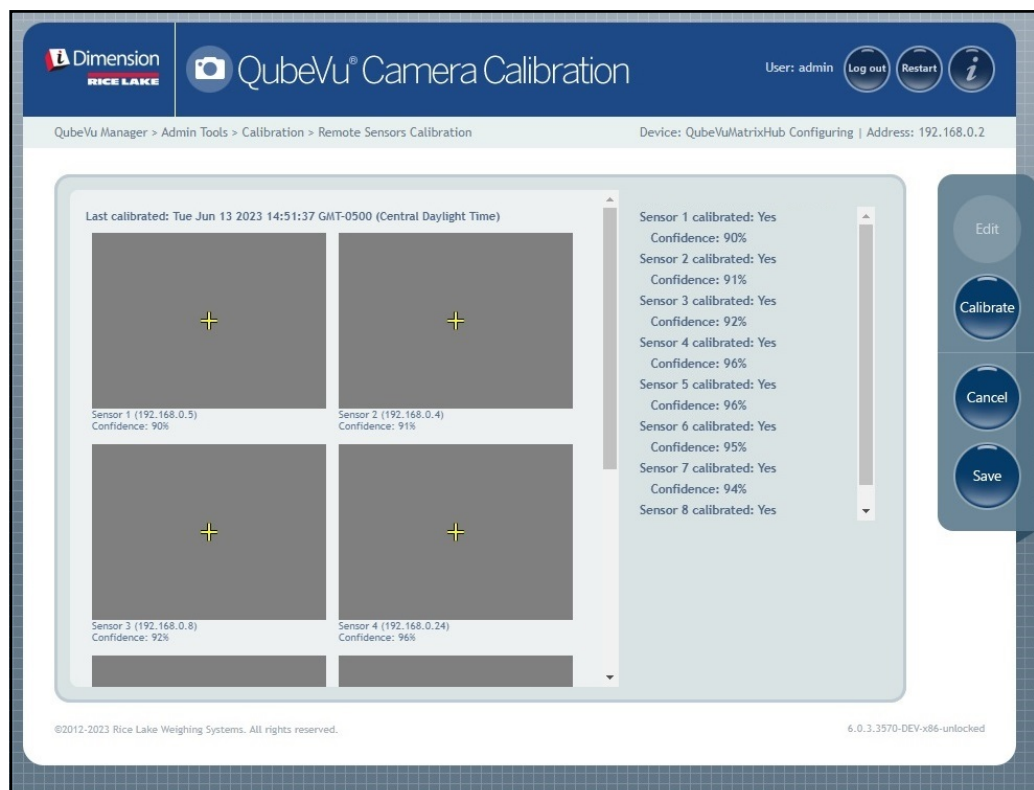 iDimension
RICE LAKE
QubeVu® Camera Calibration
User: admin
Log out
Restart
i
QubeVu Manager > Admin Tools > Calibration > Remote Sensors Calibration
Device: QubeVuMatrixHub Configuring | Address: 192.168.0.2
Last calibrated: Tue Jun 13 2023 14:51:37 GMT-0500 (Central Daylight Time)
Sensor 1 (192.168.0.5)
Confidence: 90%
Sensor 2 (192.168.0.4)
Confidence: 91%
Sensor 3 (192.168.0.8)
Confidence: 92%
Sensor 4 (192.168.0.24)
Confidence: 96%
Sensor 1 calibrated: Yes
Confidence: 90%
Sensor 2 calibrated: Yes
Confidence: 91%
Sensor 3 calibrated: Yes
Confidence: 92%
Sensor 4 calibrated: Yes
Confidence: 96%
Sensor 5 calibrated: Yes
Confidence: 96%
Sensor 6 calibrated: Yes
Confidence: 95%
Sensor 7 calibrated: Yes
Confidence: 94%
Sensor 8 calibrated: Yes
Edit
Calibrate
Cancel
Save
©2012-2023 Rice Lake Weighing Systems. All rights reserved.
6.0.3.3570-DEV-x86-unlocked